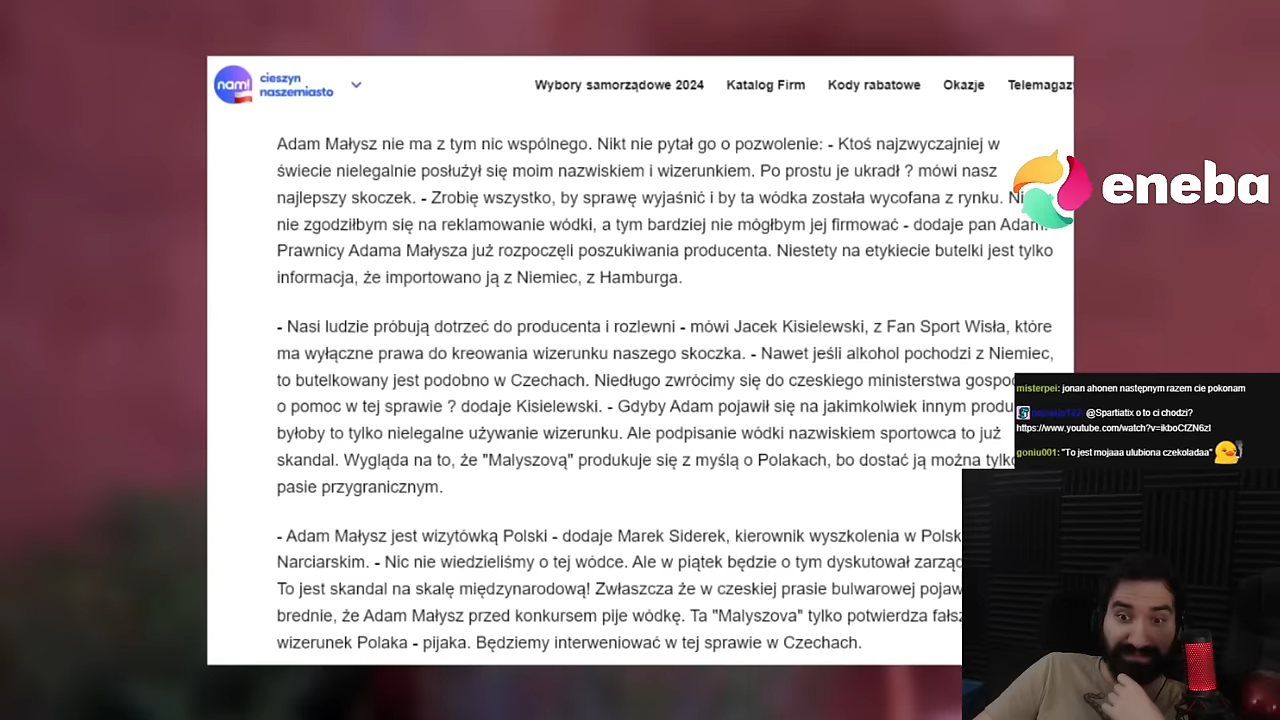 nam!
cieszyn
naszemiasto
Wybory samorządowe 2024
Katalog Firm
Kody rabatowe
Okazje
Telemagaz
Adam Małysz nie ma z tym nic wspólnego. Nikt nie pytał go o pozwolenie: - Ktoś najzwyczajniej w
świecie nielegalnie posłużył się moim nazwiskiem i wizerunkiem. Po prostu je ukradł ? mówi nasz
najlepszy skoczek. - Zrobię wszystko, by sprawę wyjaśnić i by ta wódka została wycofana z rynku.
nie zgodziłbym się na reklamowanie wódki, a tym bardziej nie mógłbym jej firmować - dodaje pan Adam.
Prawnicy Adama Małysza już rozpoczęli poszukiwania producenta. Niestety na etykiecie butelki jest tylko
informacja, że importowano ją z Niemiec, z Hamburga.
- Nasi ludzie próbują dotrzeć do producenta i rozlewni - mówi Jacek Kisielewski, z Fan Sport Wisła, które
ma wyłączne prawa do kreowania wizerunku naszego skoczka. - Nawet jeśli alkohol pochodzi z Niemiec,
to butelkowany jest podobno w Czechach. Niedługo zwrócimy się do czeskiego ministerstwa gospo
o pomoc w tej sprawie ? dodaje Kisielewski. - Gdyby Adam pojawił się na jakimkolwiek innym produ
byłoby to tylko nielegalne używanie wizerunku. Ale podpisanie wódki nazwiskiem sportowca to już
skandal. Wygląda na to, że "Malyszovą" produkuje się z myślą o Polakach, bo dostać ją można tylko
pasie przygranicznym.
- Adam Małysz jest wizytówką Polski - dodaje Marek Siderek, kierownik wyszkolenia w Polsk
Narciarskim. - Nic nie wiedzieliśmy o tej wódce. Ale w piątek będzie o tym dyskutował zarząd
To jest skandal na skalę międzynarodową! Zwłaszcza że w czeskiej prasie bulwarowej pojaw
brednie, że Adam Małysz przed konkursem pije wódkę. Ta "Malyszova" tylko potwierdza fałsz
wizerunek Polaka - pijaka. Będziemy interweniować w tej sprawie w Czechach.
eneba
misterpei: jonan ahonen następnym razem cie pokonam
@Spartiatix o to ci chodzi?
https://www.youtube.com/watch?v=ikboCfZN6zI
goniu001: "To jest mojaaa ulubiona czekoladaa"